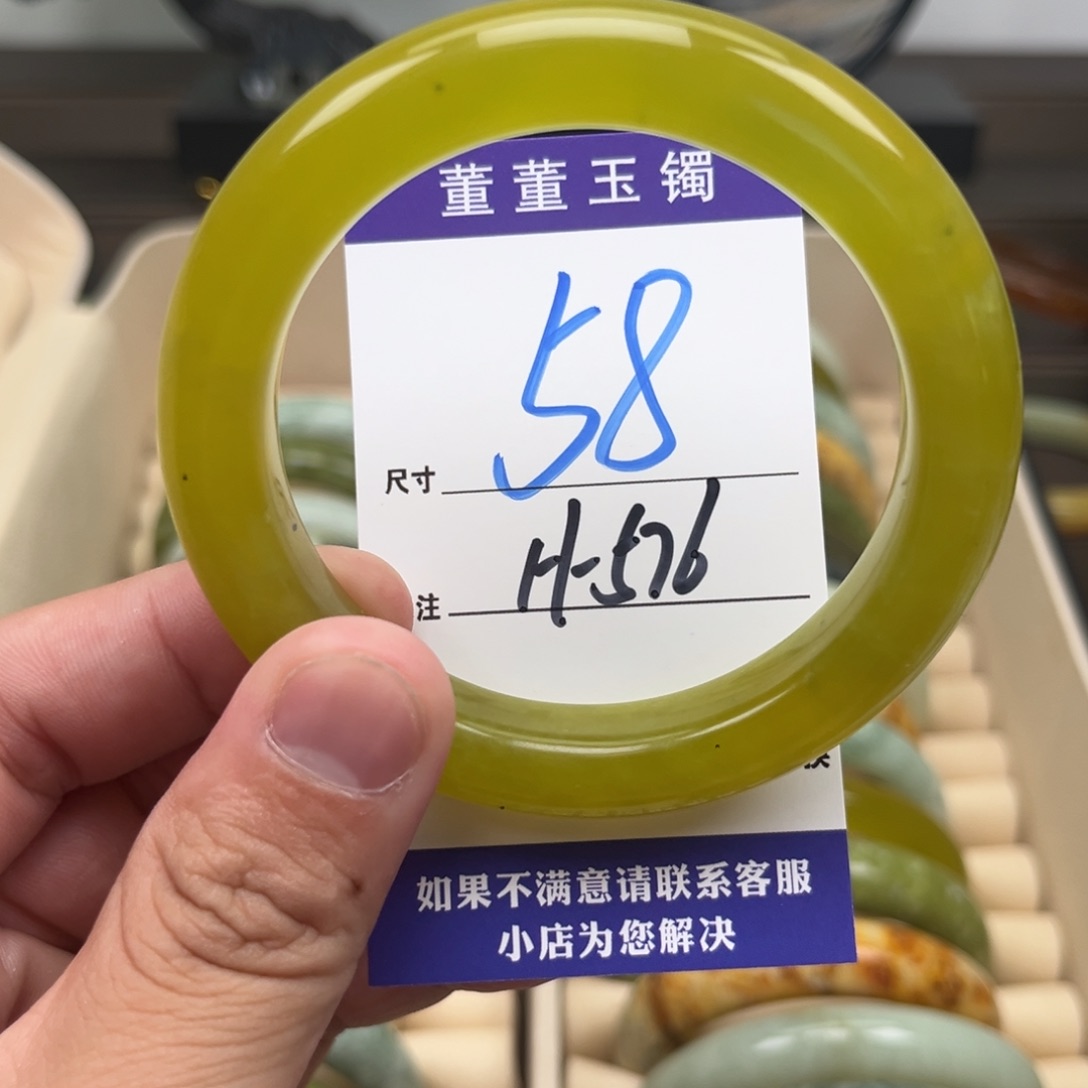 董董玉镯
58
尺寸
H-576
注
换
如果不满意请联系客服
小店为您解决